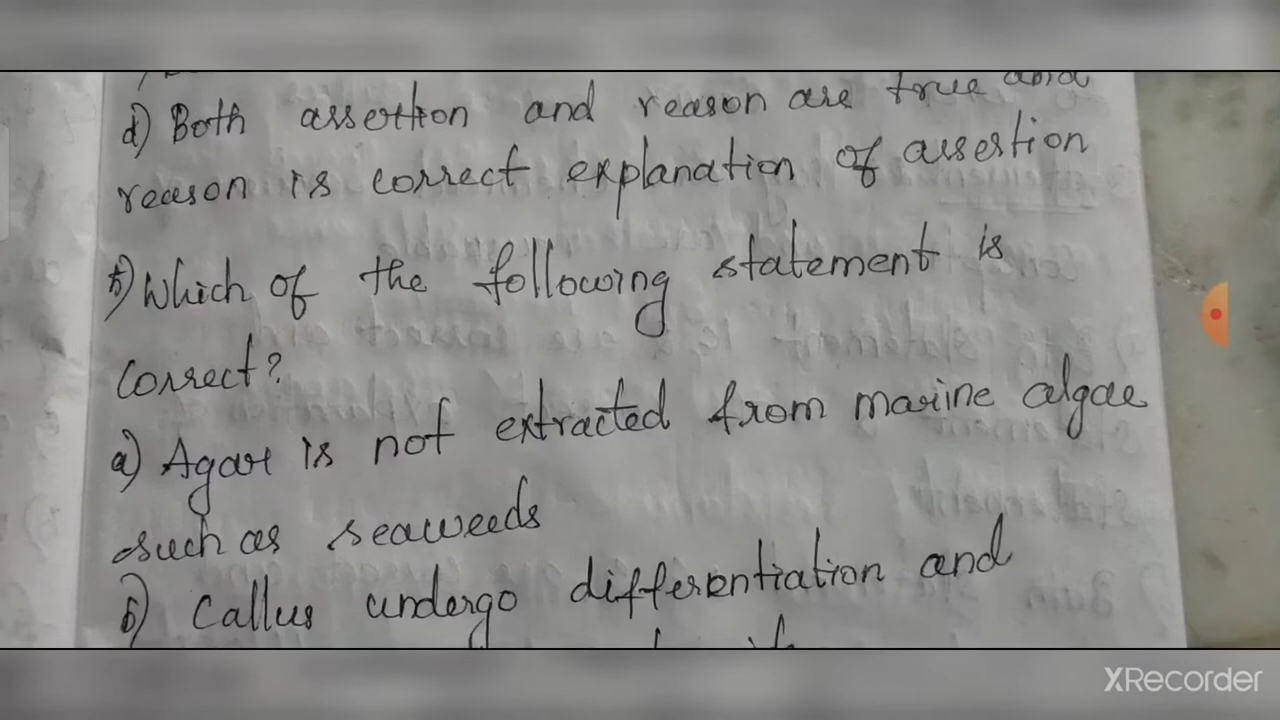 d) Both assertion and reason are true and
reason is correct explanation of assertion
5) Which of the following statement is
correct?
a) Agar is not extracted from marine algae
such as seaweeds
b) Callus undergo differentiation and
XRecorder